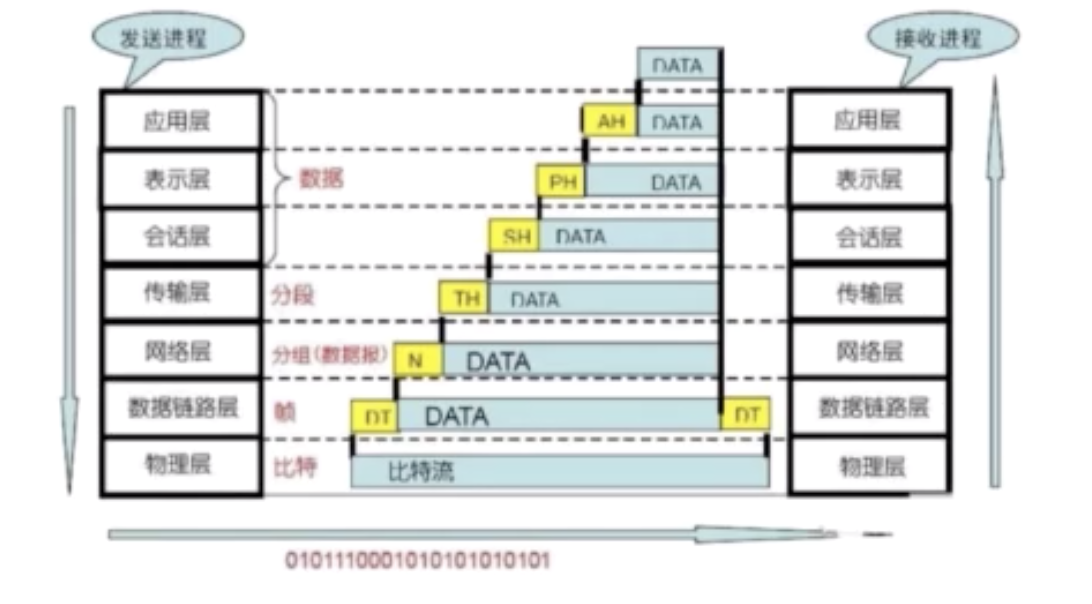 发送进程
接收进程
DATA
应用层
AH
DATA
应用层
表示层
数据
PH
DATA
表示层
会话层
SH
DATA
会话层
传输层
分段
TH
DATA
传输层
网络层
分组(数据报)
N
DATA
网络层
数据链路层
帧
DT
DATA
DT
数据链路层
物理层
比特
比特流
物理层
0101110001010101010101